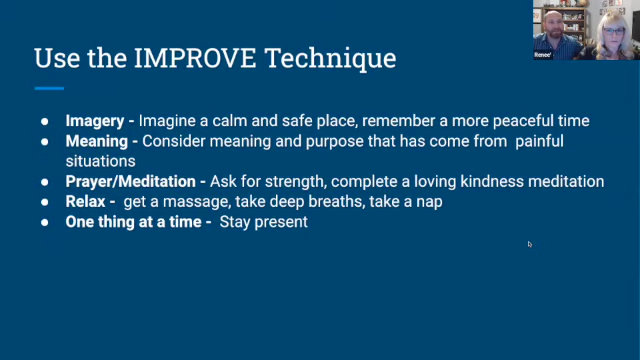 Use the IMPROVE Technique
Renee'
● Imagery - Imagine a calm and safe place, remember a more peaceful time
● Meaning - Consider meaning and purpose that has come from painful
situations
● Prayer/Meditation - Ask for strength, complete a loving kindness meditation
● Relax - get a massage, take deep breaths, take a nap
● One thing at a time - Stay present